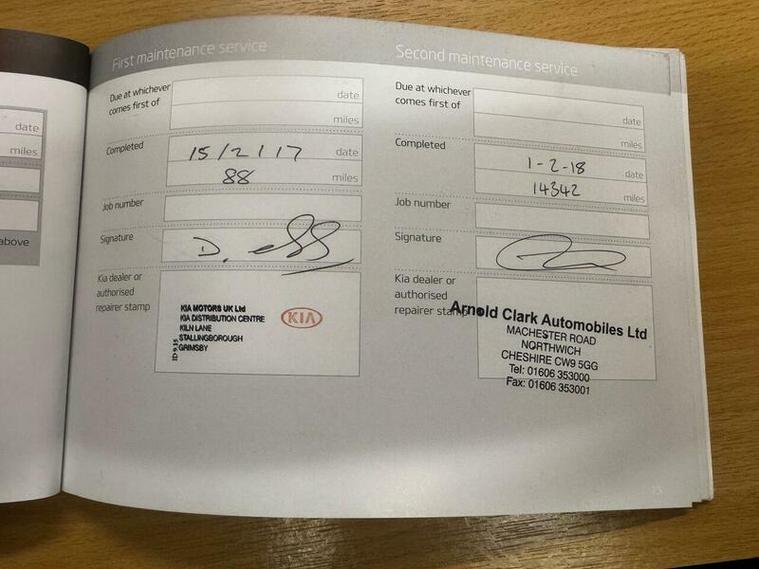 date
miles
above
First maintenance service
Due at whichever
comes first of
date
miles
Completed
15/2/17 date
88 miles
Job number
Signature
Kia dealer or
authorised
repairer stamp
KIA MOTORS UK Ltd
KIA DISTRIBUTION CENTRE
KILN LANE
STALLINGBOROUGH
GRIMSBY
KIA
Second maintenance service
Due at whichever
comes first of
date
miles
Completed
1-2-18 date
14342 miles
Job number
Signature
Kia dealer or
authorised
repairer stamp
Arnold Clark Automobiles Ltd
MACHESTER ROAD
NORTHWICH
CHESHIRE CW9 5GG
Tel: 01606 353000
Fax: 01606 353001